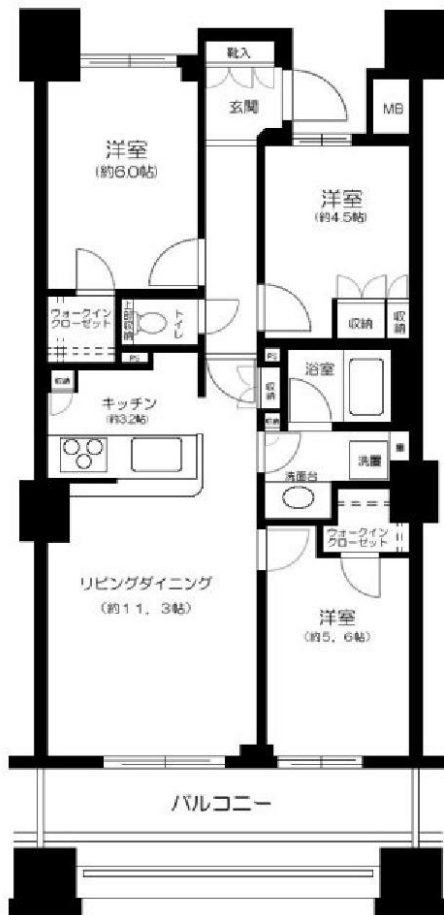 靴入
玄関
MB
洋室
(約6.0帖)
洋室
(約4.5帖)
ウォークイン
クローゼット
上部収納
トイレ
収納
収納
PS
PS
収納
浴室
収納
キッチン
(約3.2帖)
収納
洗面台
洗濯
ウォークイン
クローゼット
リビングダイニング
(約11．3帖)
洋室
(約5．6帖)
バルコニー